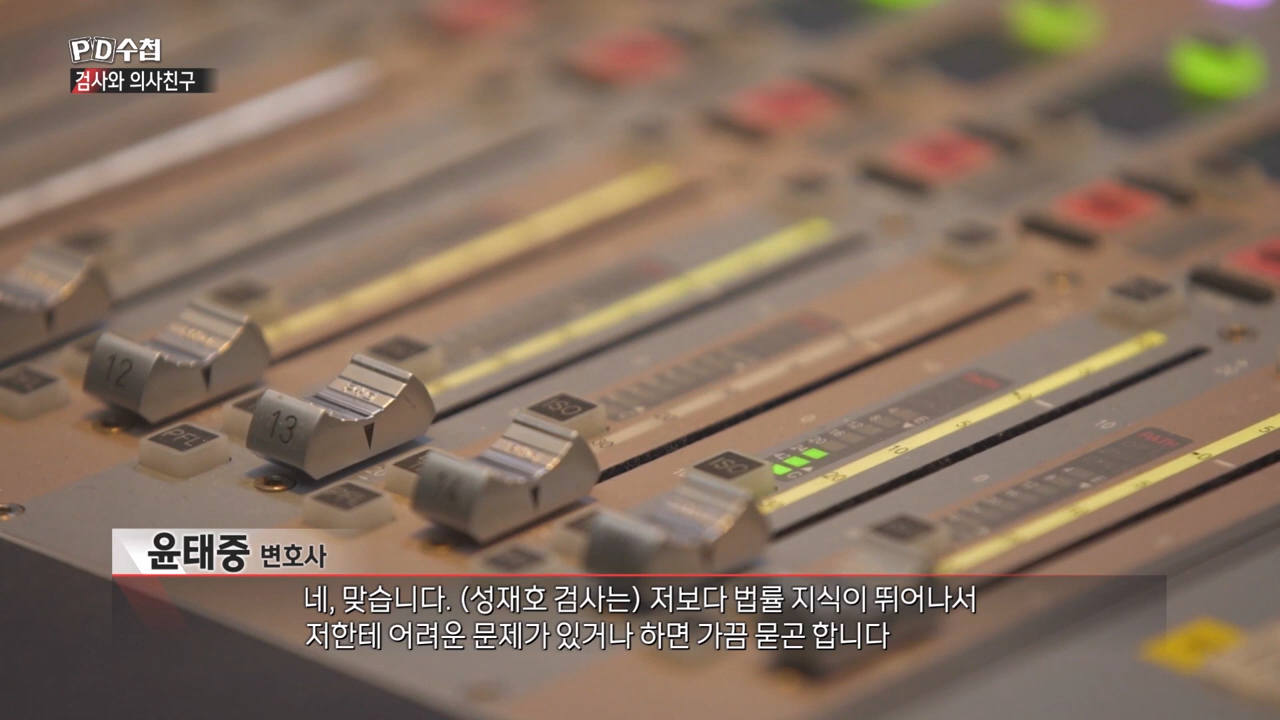 PD수첩
검사와 의사친구
12
13
PFL
윤태중 변호사
네, 맞습니다. (성재호 검사는) 저보다 법률 지식이 뛰어나서
저한테 어려운 문제가 있거나 하면 가끔 묻곤 합니다